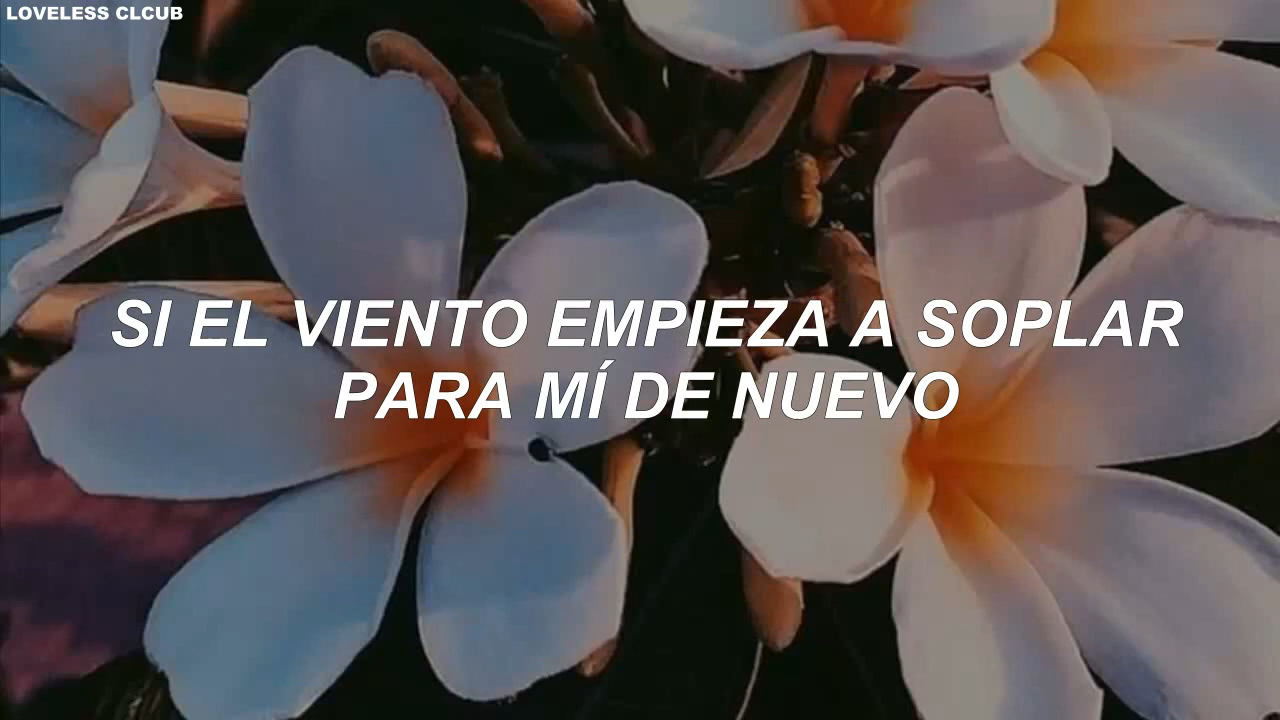 LOVELESS CLCUB
SI EL VIENTO EMPIEZA A SOPLAR
PARA MÍ DE NUEVO